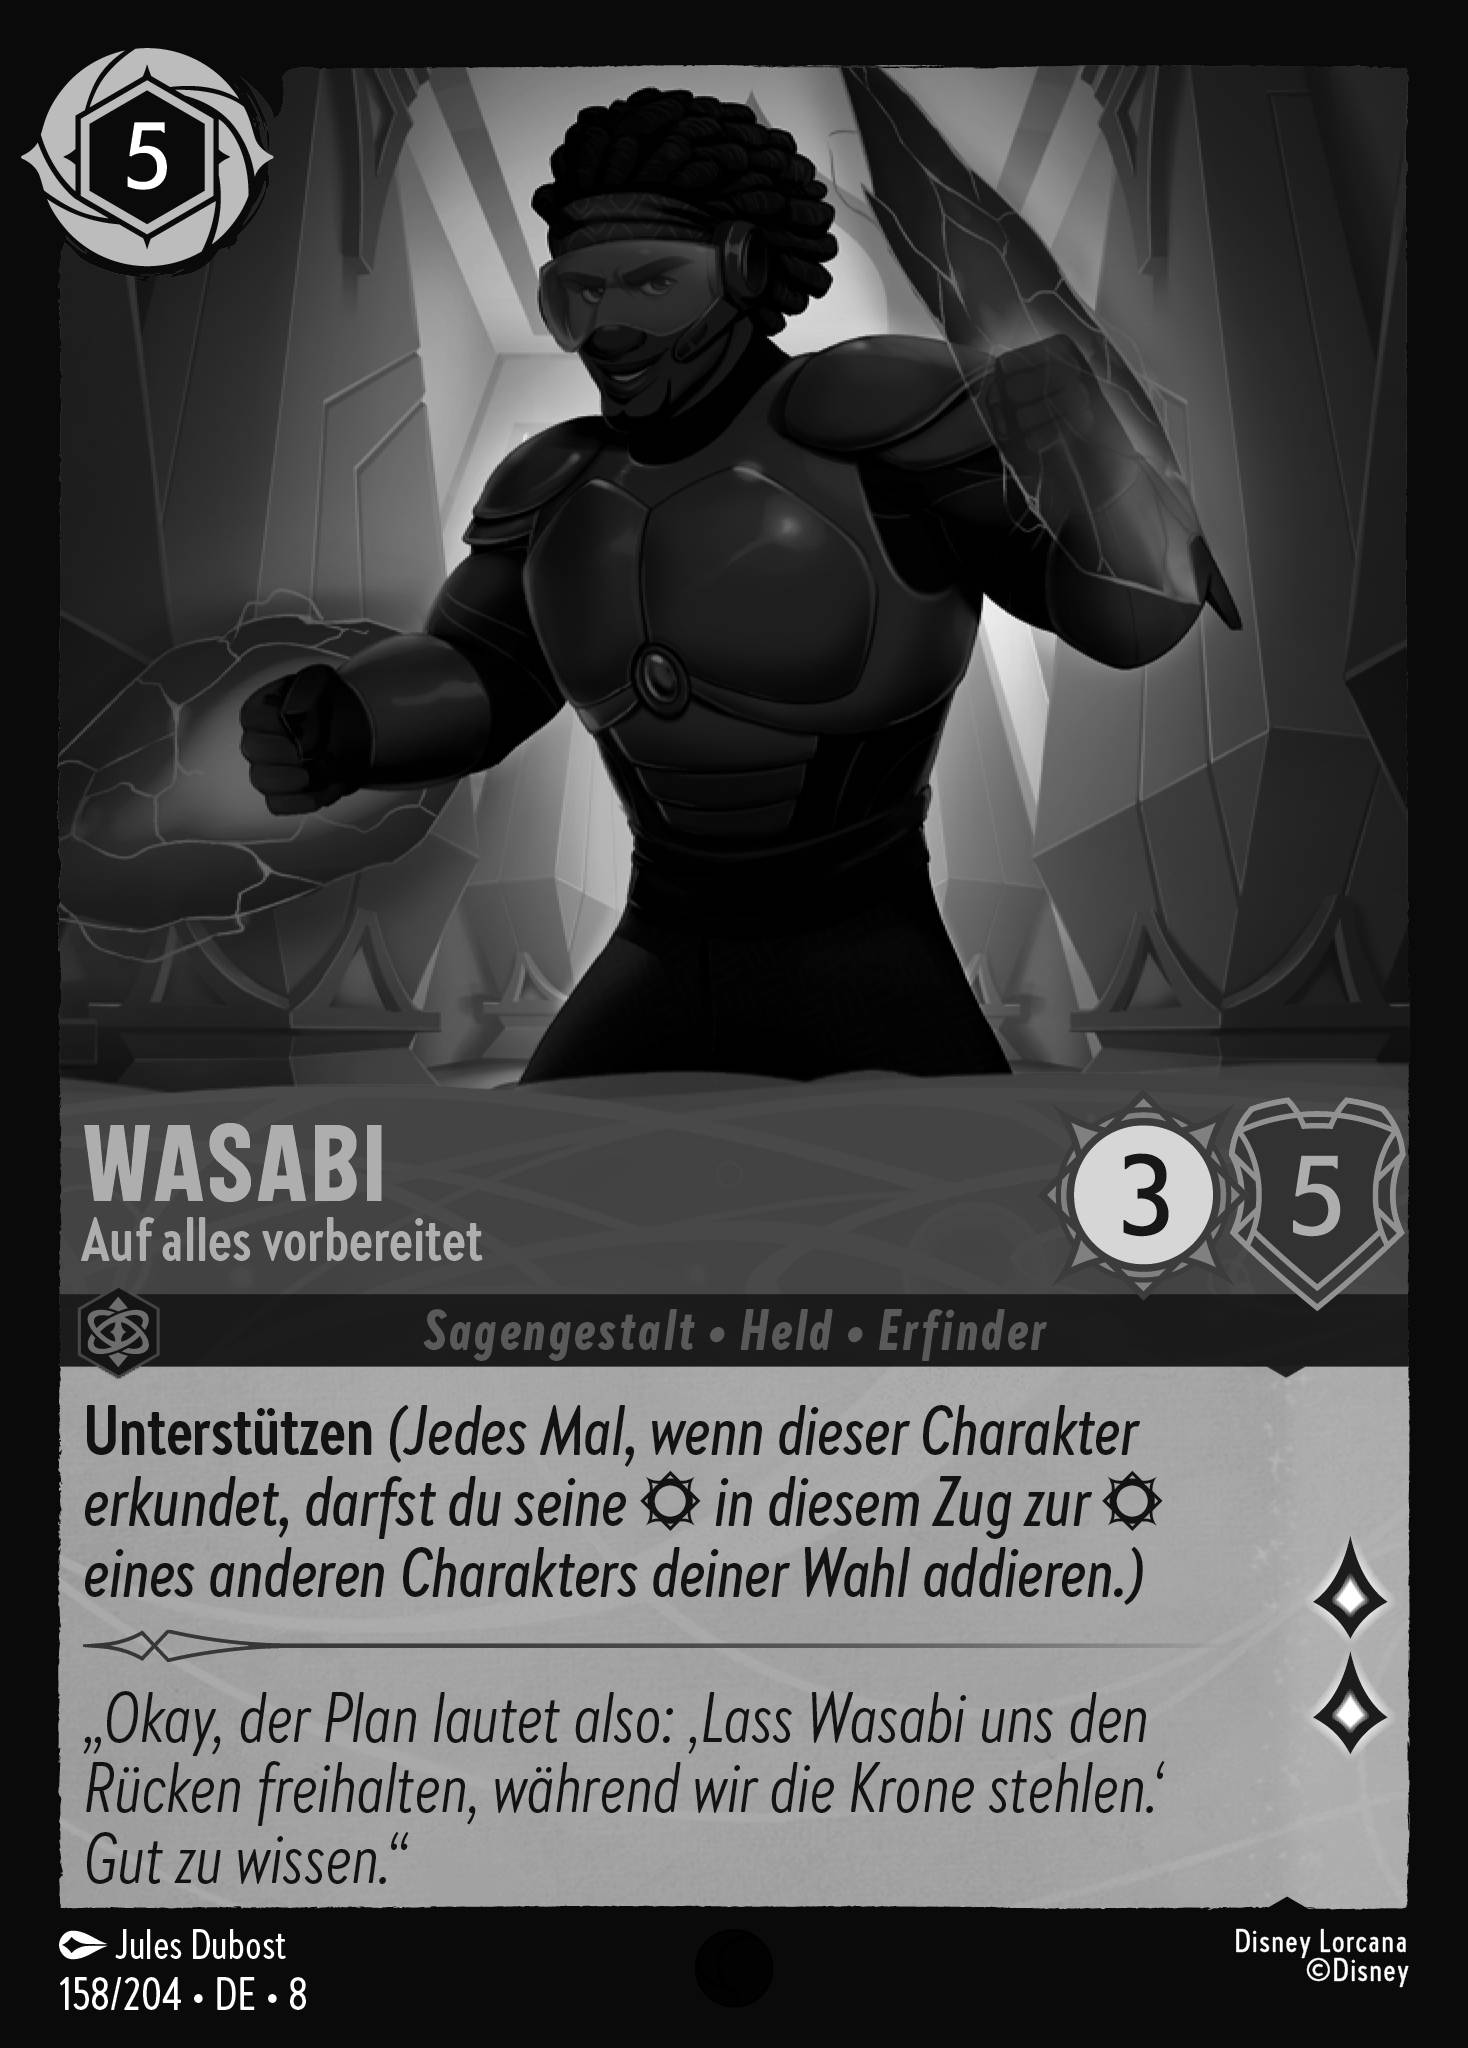 5
WASABI
Auf alles vorbereitet
3
5
Sagengestalt • Held • Erfinder
Unterstützen (Jedes Mal, wenn dieser Charakter
erkundet, darfst du seine in diesem Zug zur
eines anderen Charakters deiner Wahl addieren.)
„Okay, der Plan lautet also: ‚Lass Wasabi uns den
Rücken freihalten, während wir die Krone stehlen.‘
Gut zu wissen.“
Jules Dubost
158/204 • DE • 8
Disney Lorcana
©Disney